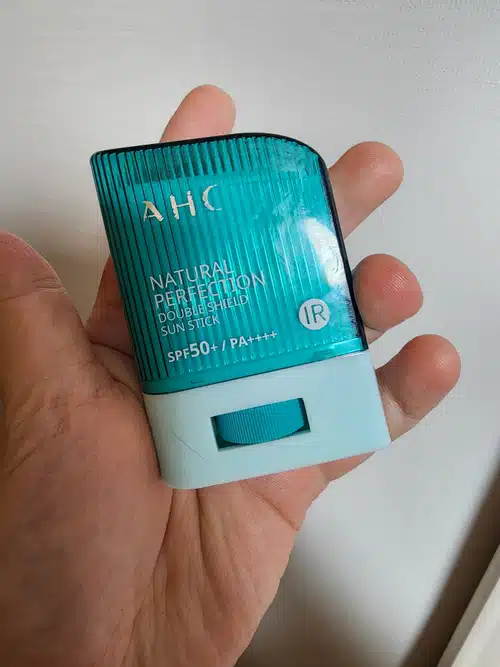 AHC
NATURAL
PERFECTION
DOUBLE SHIELD
SUN STICK
IR
SPF50+ / PA++++